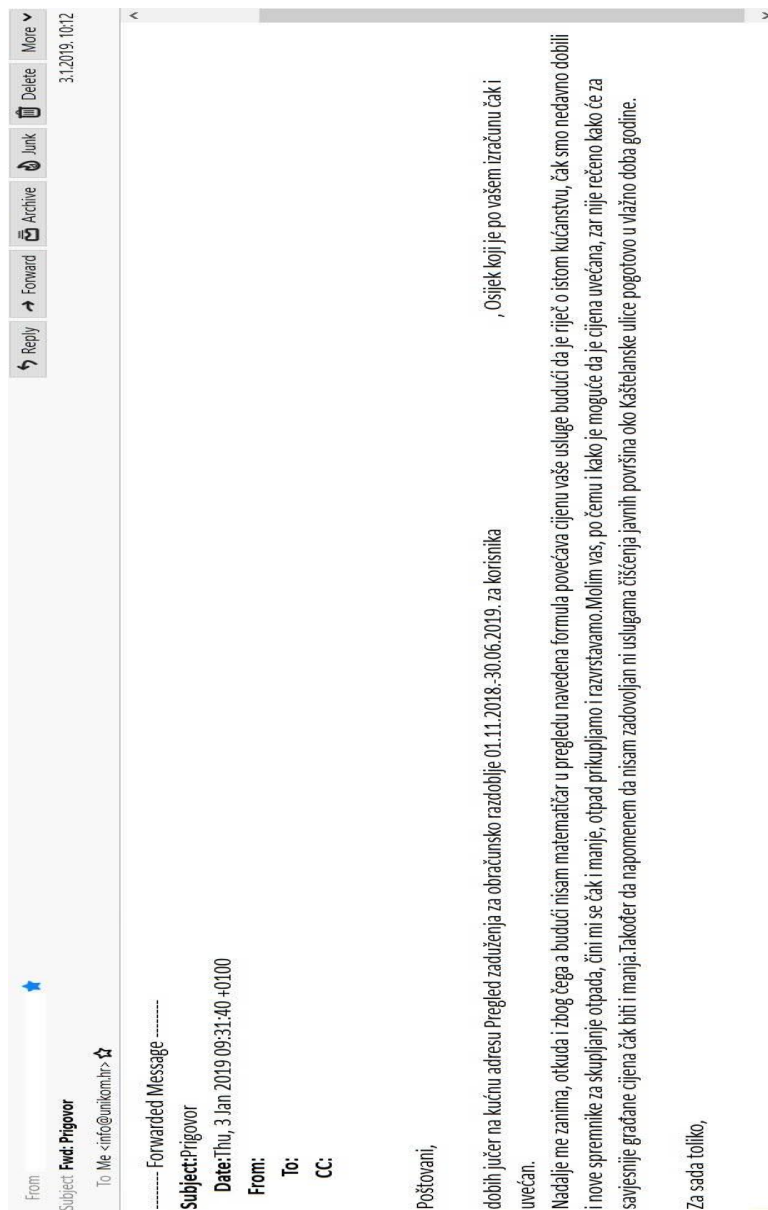 From
Reply Forward Archive Junk Delete More
Subject Fwd: Prigovor
3.1.2019. 10:12
To Me <info@unikom.hr>
-------- Forwarded Message --------
Subject:Prigovor
Date:Thu, 3 Jan 2019 09:31:40 +0100
From:
To:
CC:
Poštovani,
dobih jučer na kućnu adresu Pregled zaduženja za obračunsko razdoblje 01.11.2018.-30.06.2019. za korisnika , Osijek koji je po vašem izračunu čak i
uvećan.
Nadalje me zanima, otkuda i zbog čega a budući nisam matematičar u pregledu navedena formula povećava cijenu vaše usluge budući da je riječ o istom kućanstvu, čak smo nedavno dobili
i nove spremnike za skupljanje otpada, čini mi se čak i manje, otpad prikupljamo i razvrstavamo.Molim vas, po čemu i kako je moguće da je cijena uvećana, zar nije rečeno kako će za
savjesnije građane cijena čak biti i manja.Također da napomenem da nisam zadovoljan ni uslugama čišćenja javnih površina oko Kaštelanske ulice pogotovo u vlažno doba godine.
Za sada toliko,